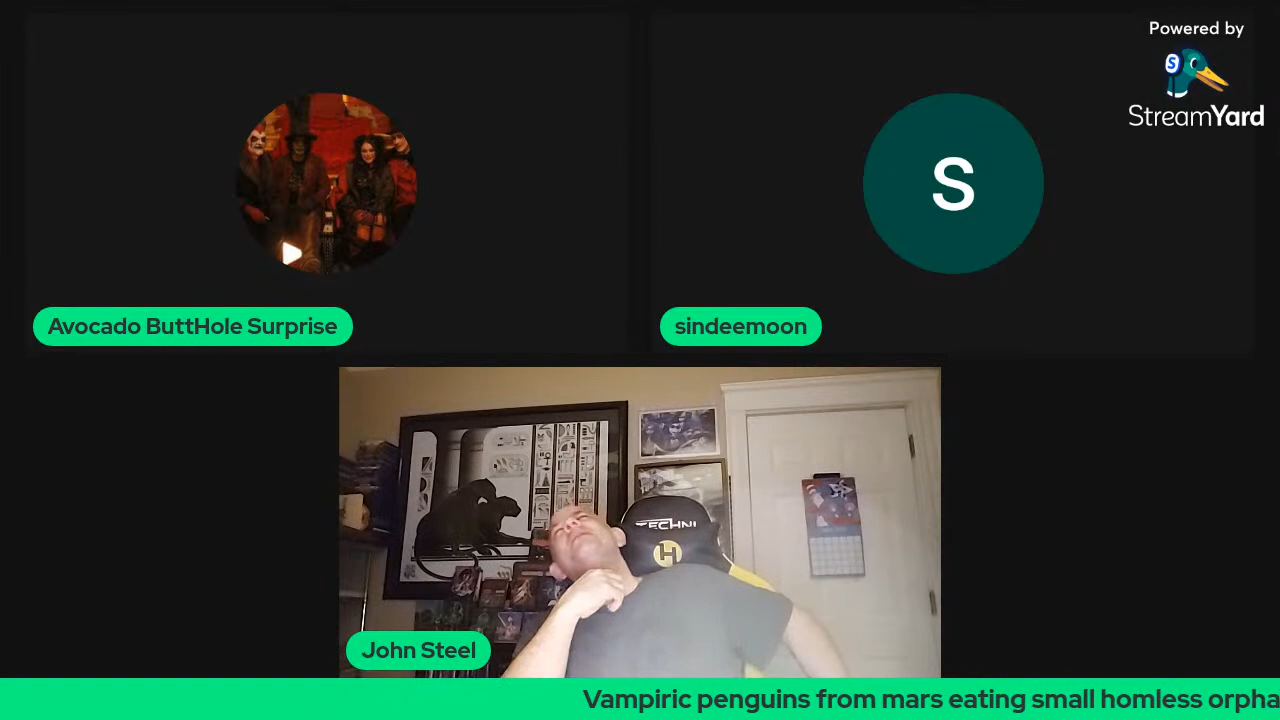 Powered by
S
StreamYard
S
Avocado ButtHole Surprise
sindeemoon
TECHNI
H
John Steel
Vampiric penguins from mars eating small homless orpha